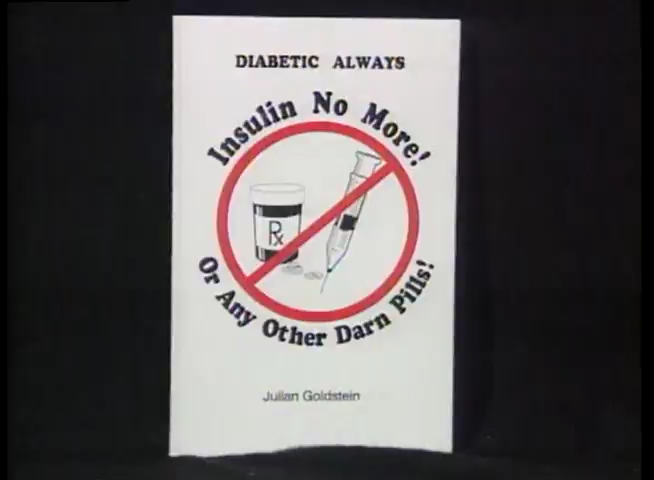 DIABETIC ALWAYS
Insulin No More!
Rx
Or Any Other Darn Pills!
Julian Goldstein